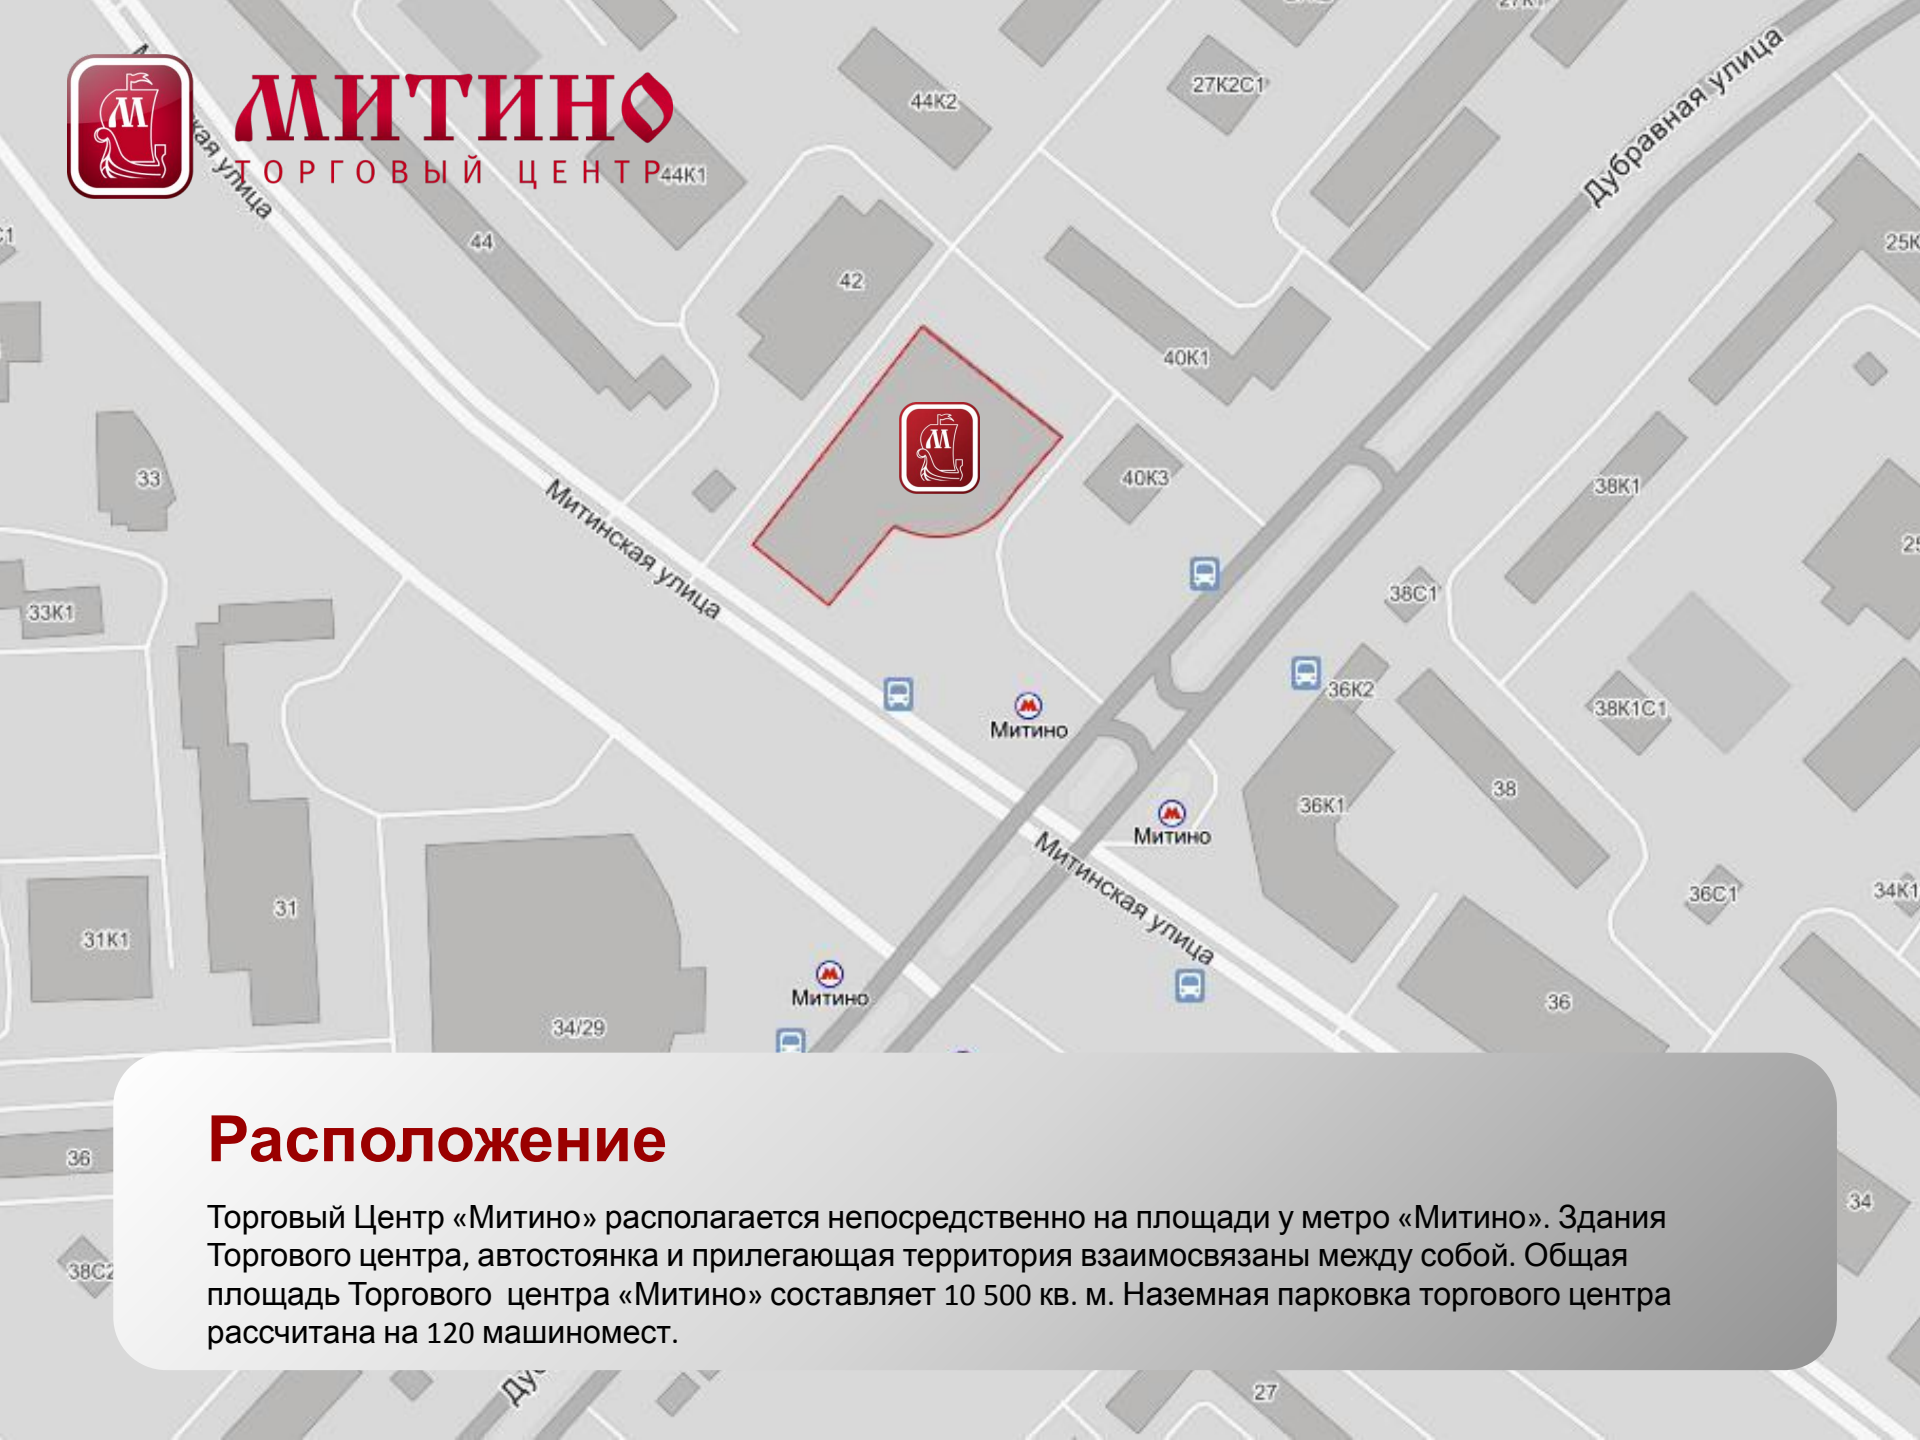 МИТИНО
ТОРГОВЫЙ ЦЕНТР
М
кая улица
44К1
44К2
27К2С1
Дубравная улица
25К
44
42
40К1
М
33
40К3
38К1
Митинская улица
38С1
33К1
36К2
38К1С1
Митино
38
36К1
Митино
Митинская улица
36С1
34К1
31
31К1
Митино
36
34/29
Расположение
Торговый Центр «Митино» располагается непосредственно на площади у метро «Митино». Здания
Торгового центра, автостоянка и прилегающая территория взаимосвязаны между собой. Общая
площадь Торгового центра «Митино» составляет 10 500 кв. м. Наземная парковка торгового центра
рассчитана на 120 машиномест.
36
34
38С2
27